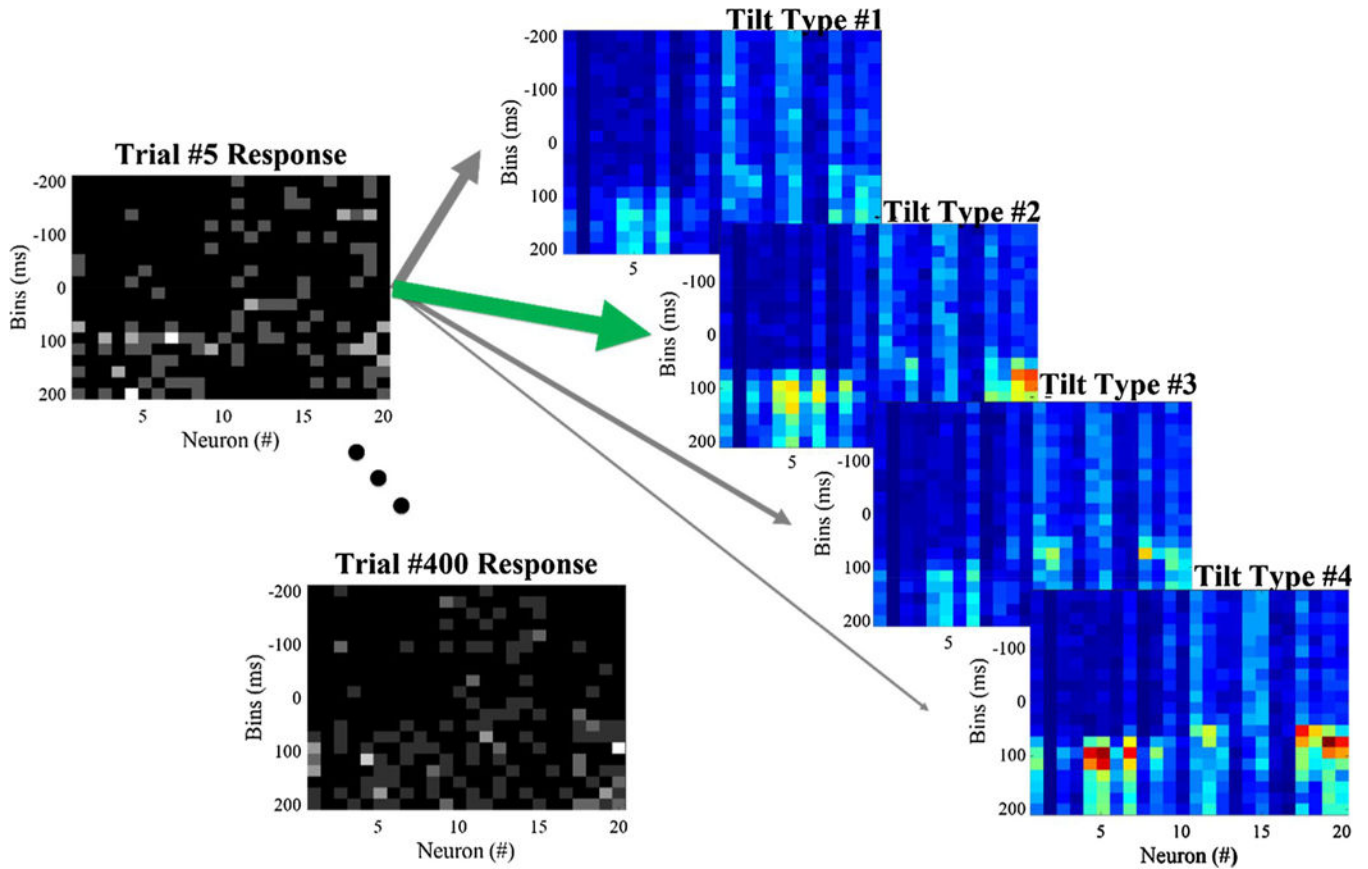 Tilt Type #1
-200
-100
0
100
200
Bins (ms)
5
Trial #5 Response
-200
-100
0
100
200
Bins (ms)
5 10 15 20
Neuron (#)
Tilt Type #2
-100
0
100
200
Bins (ms)
5
Tilt Type #3
-100
0
100
200
Bins (ms)
5
Tilt Type #4
-100
0
100
200
Bins (ms)
5 10 15 20
Neuron (#)
Trial #400 Response
-200
-100
0
100
200
Bins (ms)
5 10 15 20
Neuron (#)